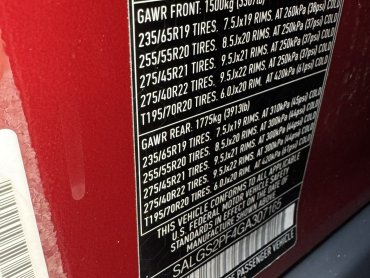 GAWR FRONT: 1500kg (3307lb)
235/65R19 TIRES. 7.5Jx19 RIMS. AT 260kPa (38psi) COLD
255/55R20 TIRES. 8.5Jx20 RIMS. AT 250kPa (37psi) COLD
275/45R21 TIRES. 9.5Jx21 RIMS. AT 250kPa (37psi) COLD
275/40R22 TIRES. 9.5Jx22 RIMS. AT 250kPa (37psi) COLD
T195/70R20 TIRES. 6.0Jx20 RIM. AT 420kPa (61psi) COLD
GAWR REAR: 1775kg (3913lb)
235/65R19 TIRES. 7.5Jx19 RIMS. AT 310kPa (45psi) COLD
255/55R20 TIRES. 8.5Jx20 RIMS. AT 300kPa (44psi) COLD
275/45R21 TIRES. 9.5Jx21 RIMS. AT 300kPa (44psi) COLD
275/40R22 TIRES. 9.5Jx22 RIMS. AT 300kPa (44psi) COLD
T195/70R20 TIRES. 6.0Jx20 RIM. AT 420kPa (61psi) COLD
THIS VEHICLE CONFORMS TO ALL APPLICABLE
U.S. FEDERAL MOTOR VEHICLE SAFETY
EFFECT
ABOVE.
SALGS2PF4GA307165
PASSENGER VEHICLE